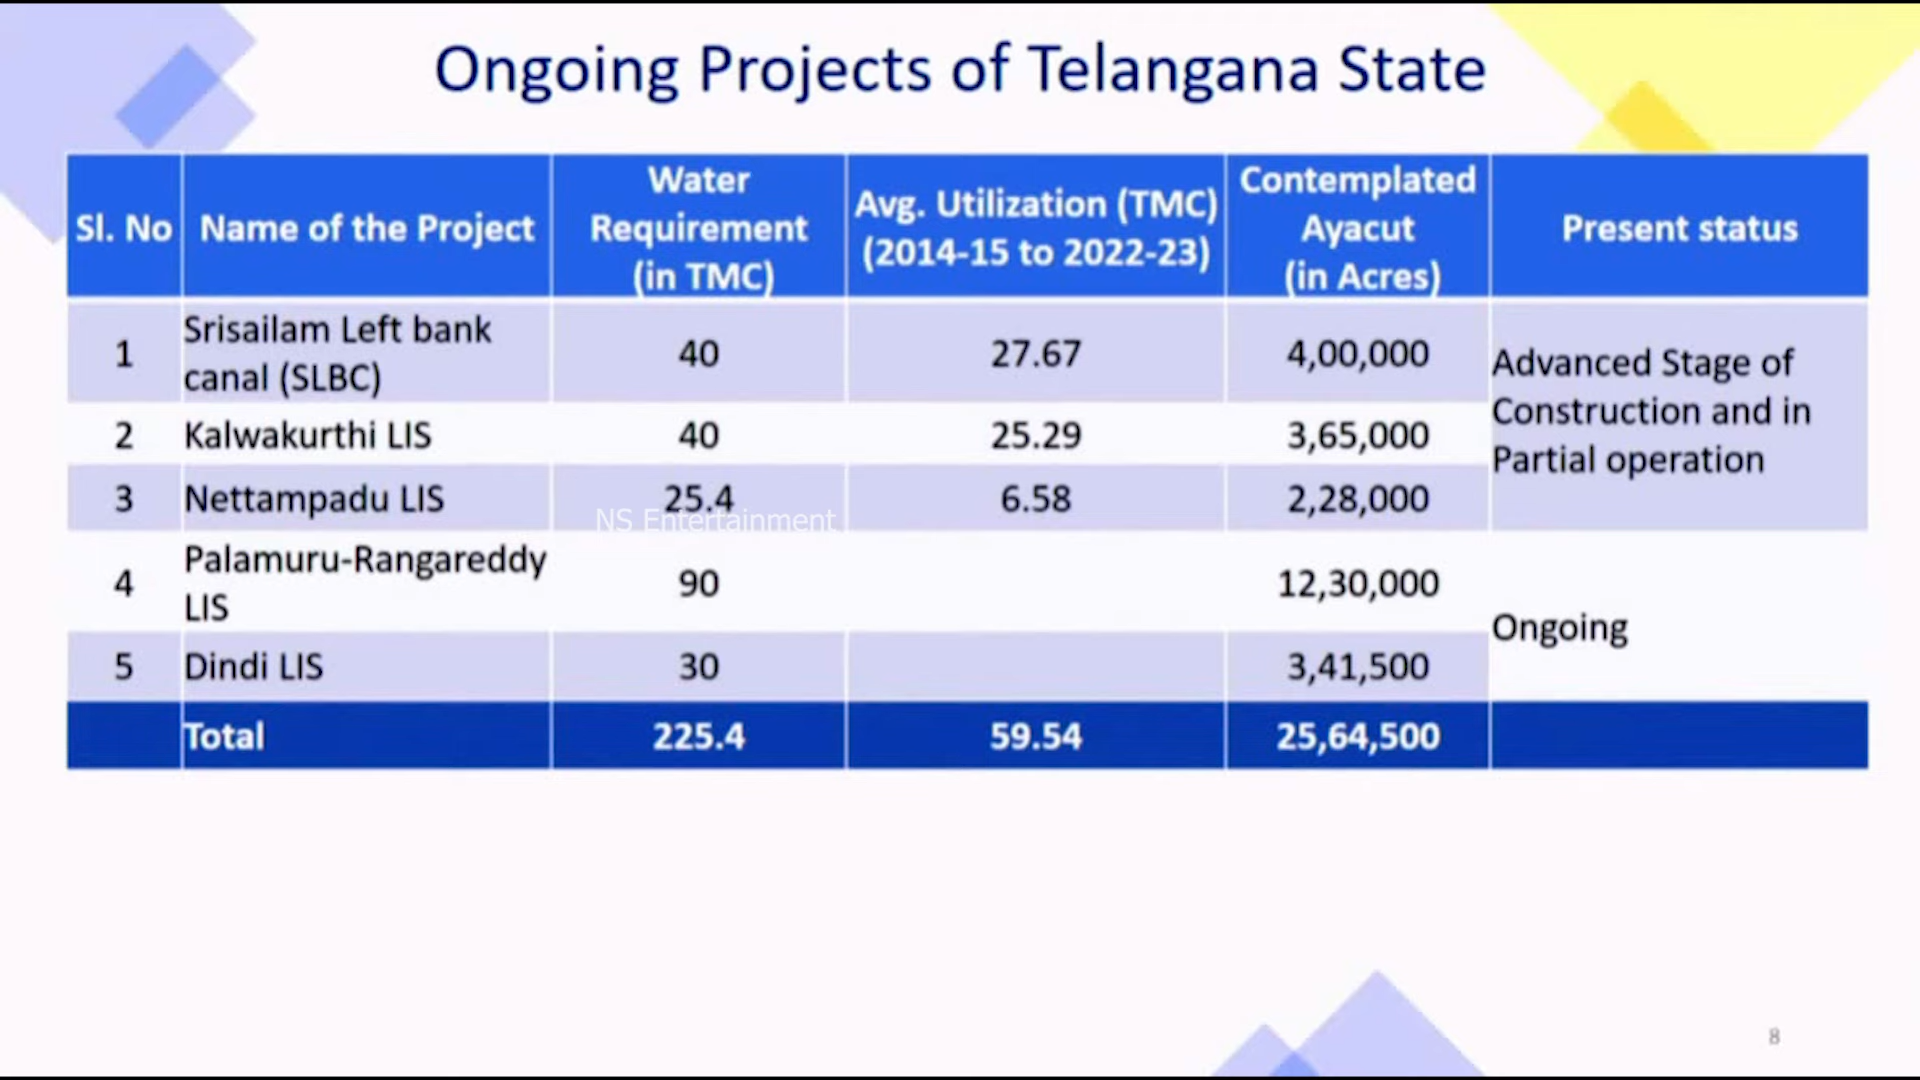 Ongoing Projects of Telangana State
Sl. No
Name of the Project
Water
Requirement
(in TMC)
Avg. Utilization (TMC)
(2014-15 to 2022-23)
Contemplated
Ayacut
(in Acres)
Present status
1
Srisailam Left bank
canal (SLBC)
40
27.67
4,00,000
Advanced Stage of
Construction and in
Partial operation
2
Kalwakurthi LIS
40
25.29
3,65,000
3
Nettampadu LIS
25.4
6.58
2,28,000
NS Entertainment
4
Palamuru-Rangareddy
LIS
90
12,30,000
Ongoing
5
Dindi LIS
30
3,41,500
Total
225.4
59.54
25,64,500
8